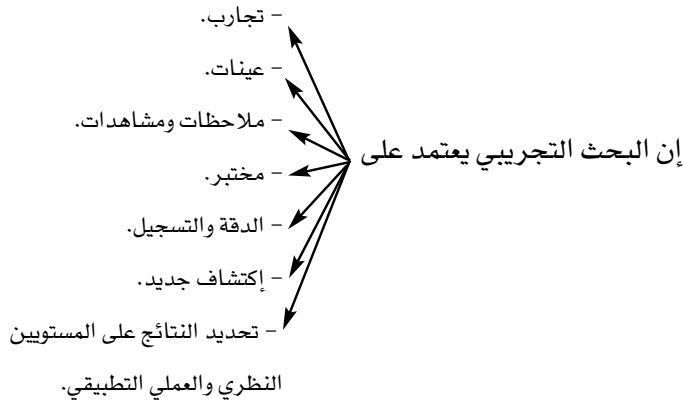 إن البحث التجريبي يعتمد على
- تجارب.
- عينات.
- ملاحظات ومشاهدات.
- مختبر.
- الدقة والتسجيل.
- إكتشاف جديد.
- تحديد النتائج على المستويين
النظري والعملي التطبيقي.